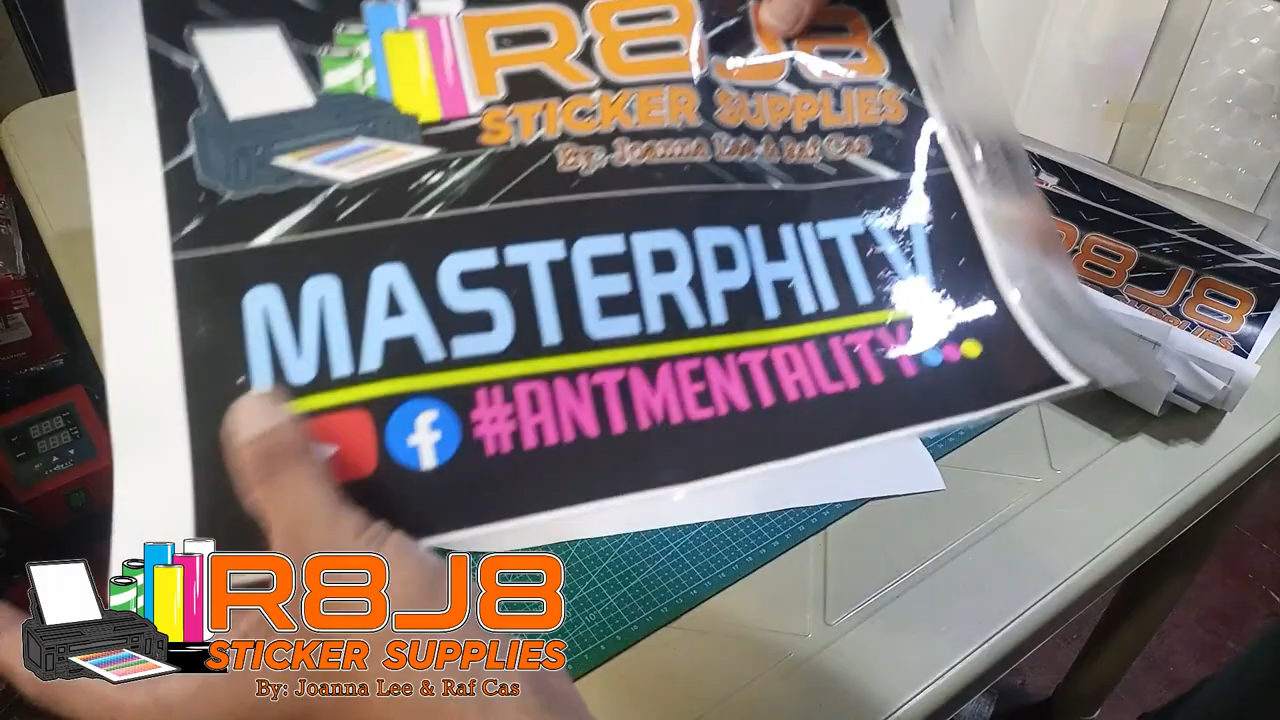 R8J8
STICKER SUPPLIES
By: Joanna Lee & Raf Cas
MASTERPHITY
#ANTMENTALITY
R8J8
SUPPLIES
R8J8
STICKER SUPPLIES
By: Joanna Lee & Raf Cas